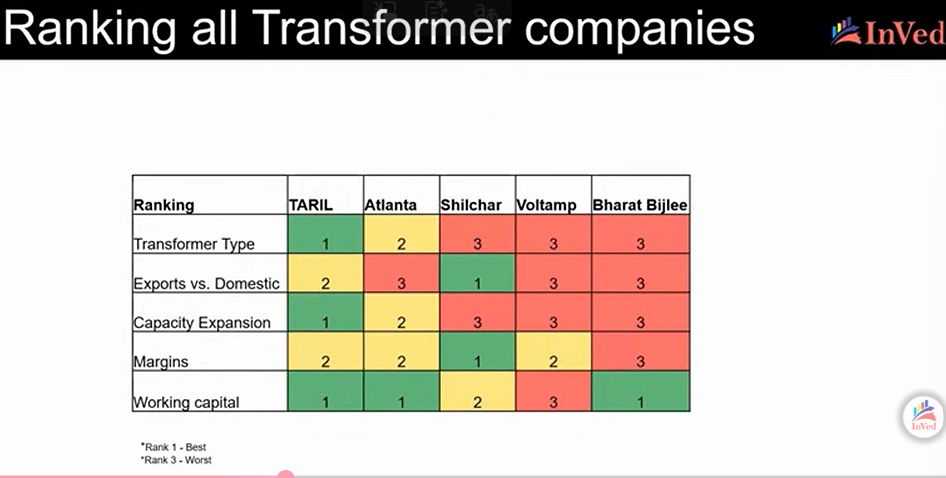 Ranking all Transformer companies
InVed
Ranking TARIL Atlanta Shilchar Voltamp Bharat Bijlee
Transformer Type 1 2 3 3 3
Exports vs. Domestic 2 3 1 3 3
Capacity Expansion 1 2 3 3 3
Margins 2 2 1 2 3
Working capital 1 1 2 3 1
InVed
*Rank 1 - Best
*Rank 3 - Worst